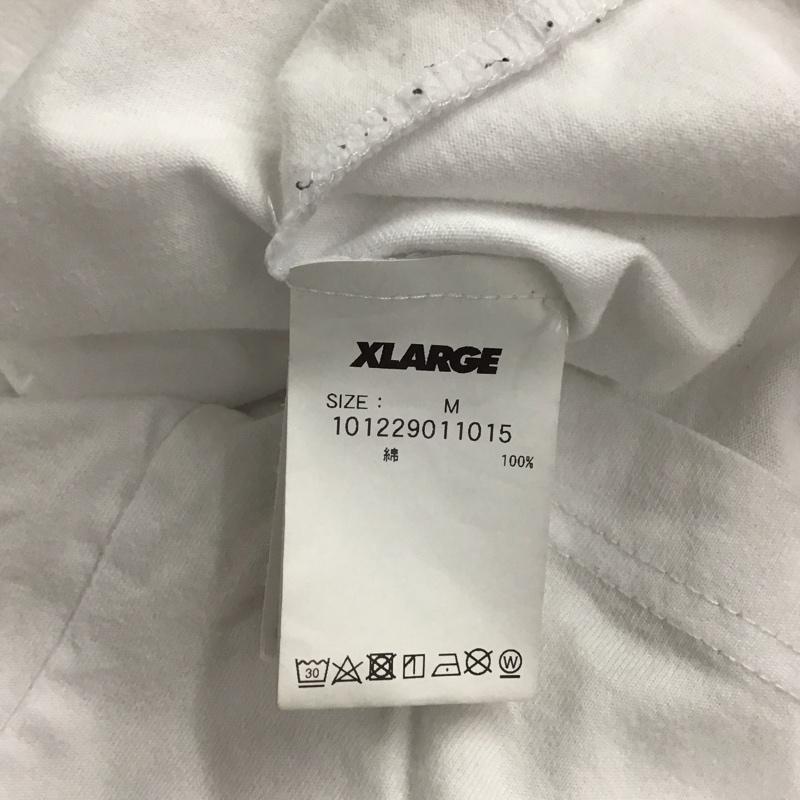 XLARGE
SIZE : M
101229011015
綿 100%
30
W